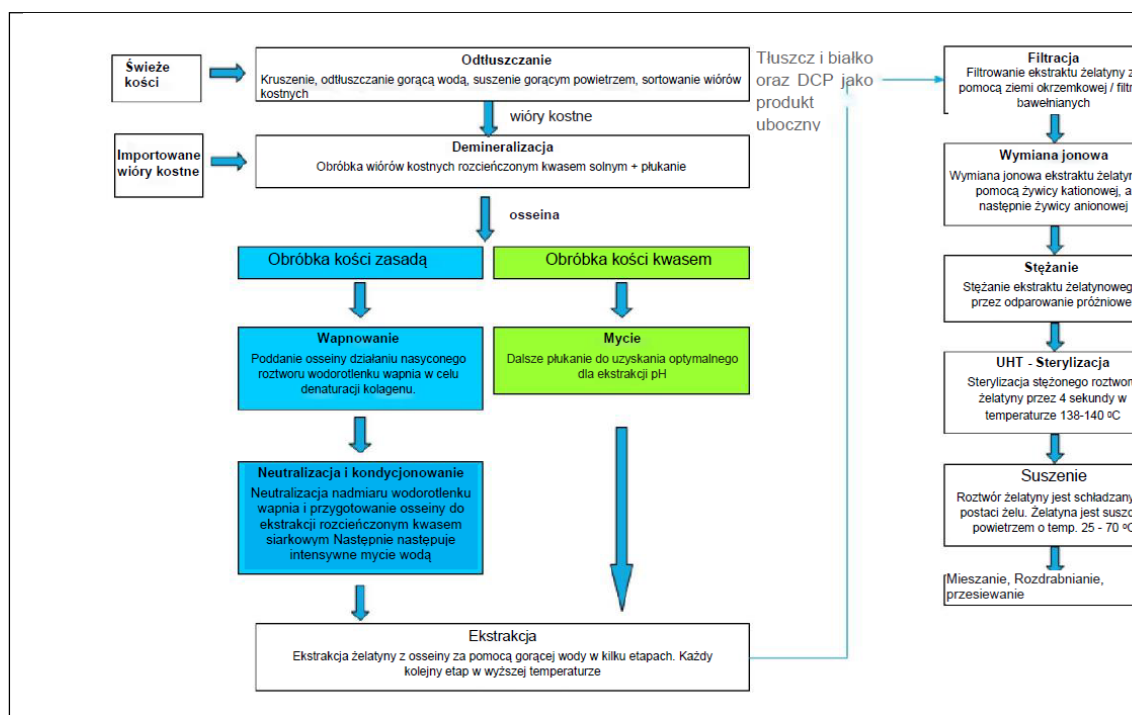 Świeże
kości
Odtłuszczanie
Kruszenie, odtłuszczanie gorącą wodą, suszenie gorącym powietrzem, sortowanie wiórów
kostnych
wióry kostne
Importowane
wióry kostne
Demineralizacja
Obróbka wiórów kostnych rozcieńczonym kwasem solnym + płukanie
osseina
Obróbka kości zasadą
Obróbka kości kwasem
Wapnowanie
Poddanie osseiny działaniu nasyconego
roztworu wodorotlenku wapnia w celu
denaturacji kolagenu.
Mycie
Dalsze płukanie do uzyskania optymalnego
dla ekstrakcji pH
Neutralizacja i kondycjonowanie
Neutralizacja nadmiaru wodorotlenku
wapnia i przygotowanie osseiny do
ekstrakcji rozcieńczonym kwasem
siarkowym Następnie następuje
intensywne mycie wodą
Ekstrakcja
Ekstrakcja żelatyny z osseiny za pomocą gorącej wody w kilku etapach. Każdy
kolejny etap w wyższej temperaturze
Tłuszcz i białko
oraz DCP jako
produkt
uboczny
Filtracja
Filtrowanie ekstraktu żelatyny z
pomocą ziemi okrzemkowej / filtr
bawełnianych
Wymiana jonowa
Wymiana jonowa ekstraktu żelatyn
pomocą żywicy kationowej, a
następnie żywicy anionowej
Stężanie
Stężanie ekstraktu żelatynoweg
przez odparowanie próżniowe
UHT - Sterylizacja
Sterylizacja stężonego roztworu
żelatyny przez 4 sekundy w
temperaturze 138-140 ºC
Suszenie
Roztwór żelatyny jest schładzany
postaci żelu. Żelatyna jest suszo
powietrzem o temp. 25 - 70 ºC
Mieszanie, Rozdrabnianie,
przesiewanie